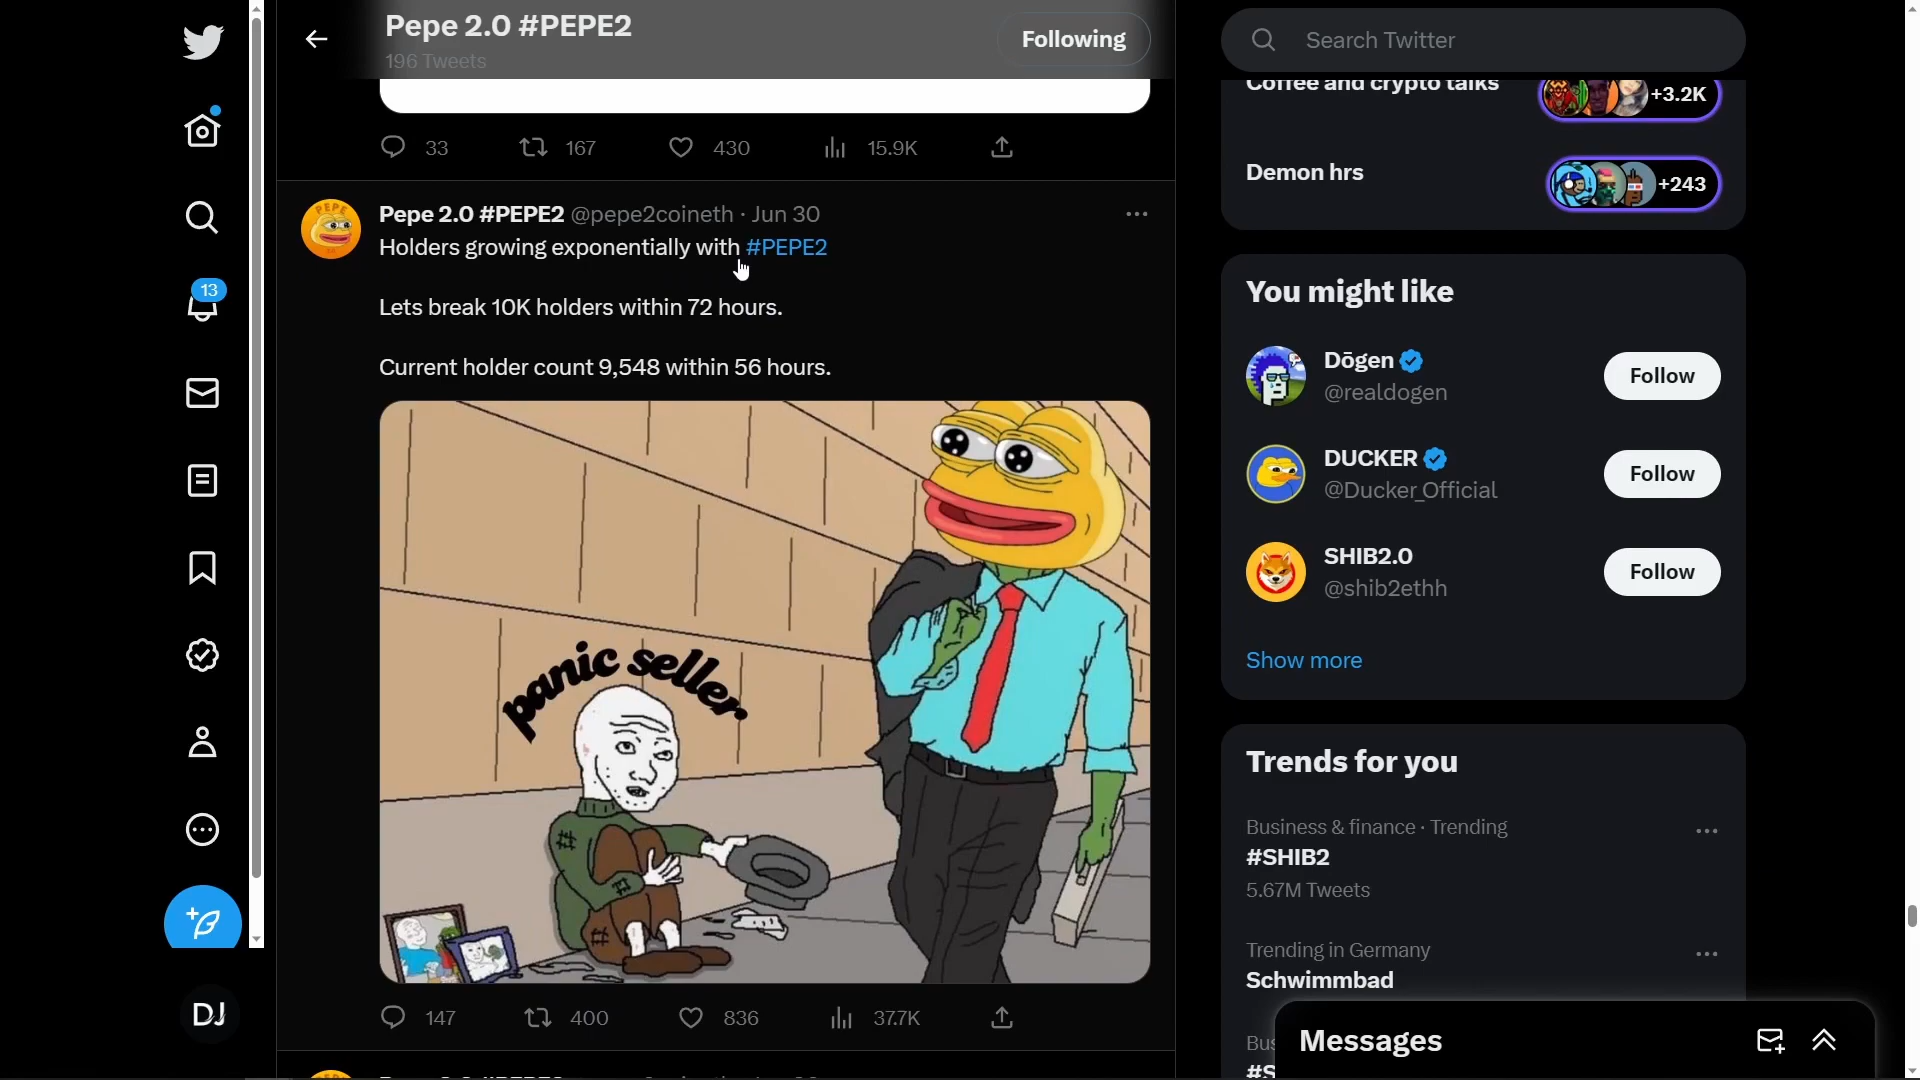 Pepe 2.0 #PEPE2
196 Tweets
Following
Search Twitter
33
167
430
15.9K
Pepe 2.0 #PEPE2 @pepe2coineth · Jun 30
Holders growing exponentially with #PEPE2
Lets break 10K holders within 72 hours.
Current holder count 9,548 within 56 hours.
PEPE
panic seller
147
400
836
37.7K
13
DJ
Coffee and crypto talks
+3.2K
Demon hrs
+243
You might like
Dōgen
@realdogen
Follow
DUCKER
@Ducker_Official
Follow
SHIB2.0
@shib2ethh
Follow
Show more
Trends for you
Business & finance · Trending
#SHIB2
5.67M Tweets
Trending in Germany
Schwimmbad
Messages